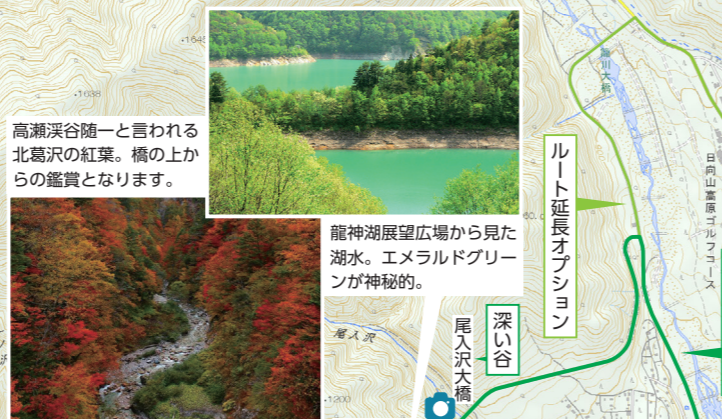 ・1645
・1638
高瀬渓谷随一と言われる
北葛沢の紅葉。橋の上か
らの鑑賞となります。
龍神湖展望広場から見た
湖水。エメラルドグリー
ンが神秘的。
ルート延長オプション
日向山高原ゴルフコース
尾入沢
尾入沢大橋
深い谷
・1200